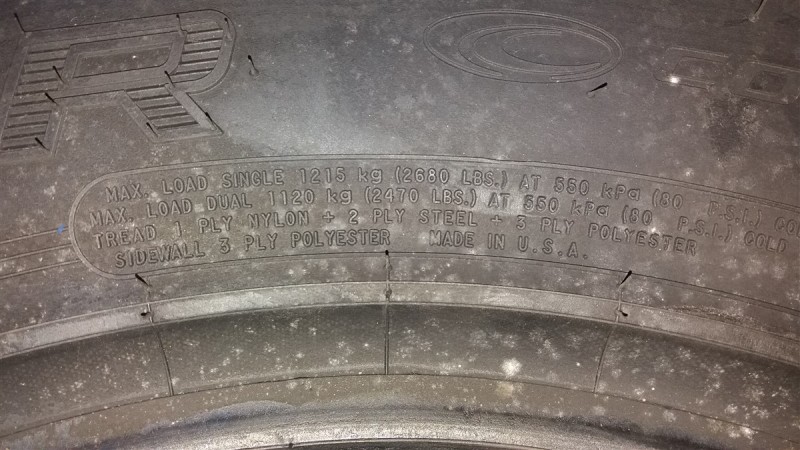 R
MAX. LOAD SINGLE 1215 kg (2680 LBS.) AT 550 kPa (80 P.S.I.) COL
MAX. LOAD DUAL 1120 kg (2470 LBS.) AT 550 kPa (80 P.S.I.) COLD
TREAD 1 PLY NYLON + 2 PLY STEEL + 3 PLY POLYESTER
SIDEWALL 3 PLY POLYESTER MADE IN U.S.A.